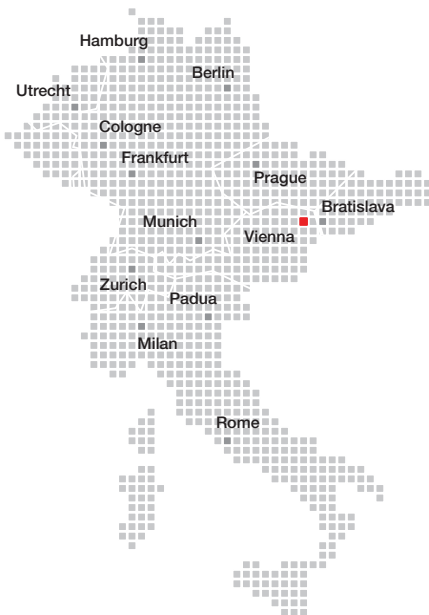 Hamburg
Berlin
Utrecht
Cologne
Frankfurt
Prague
Bratislava
Munich
Vienna
Zurich
Padua
Milan
Rome